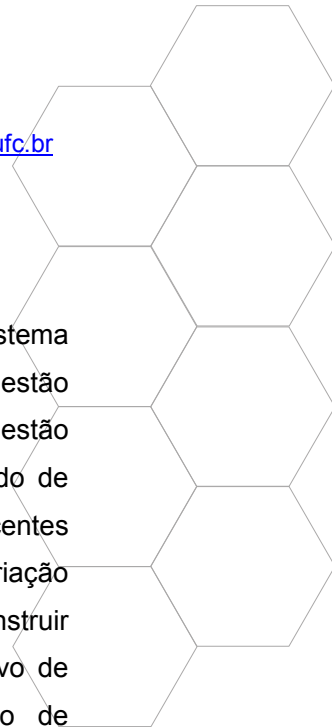 ufc.br
stema
estão
estão
do de
centes
riação
nstruir
vo de
o de